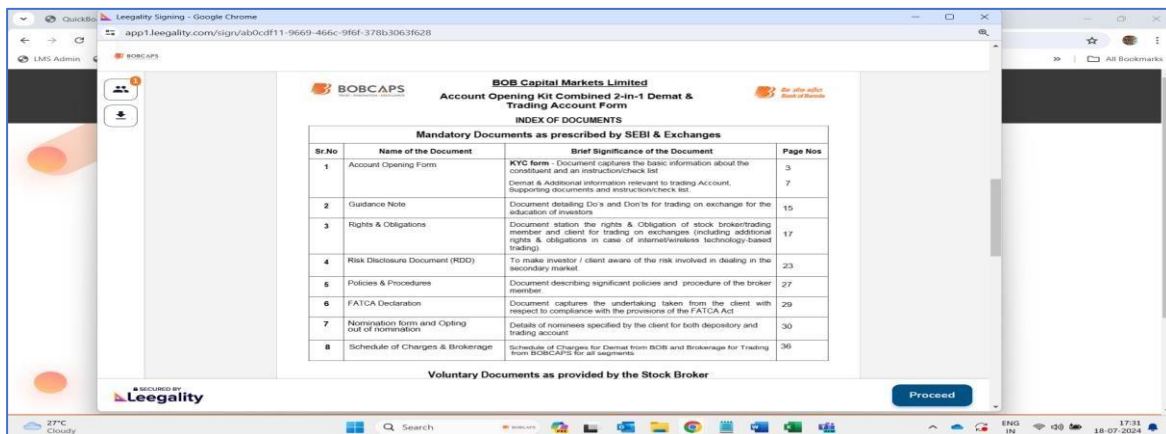 QuickBo
Leegality Signing - Google Chrome
app1.leegality.com/sign/ab0cdf11-9669-466c-9f6f-378b3063f628
LMS Admin
All Bookmarks
BOBCAPS
1
BOBCAPS
BOB Capital Markets Limited
Account Opening Kit Combined 2-in-1 Demat &
Trading Account Form
बैंक ऑफ़ बड़ौदा
Bank of Baroda
INDEX OF DOCUMENTS
Mandatory Documents as prescribed by SEBI & Exchanges
Sr.No Name of the Document Brief Significance of the Document Page Nos
1 Account Opening Form KYC form - Document captures the basic information about the
constituent and an instruction/check list 3
Demat & Additional information relevant to trading Account, 7
Supporting documents and instruction/check list.
2 Guidance Note Document detailing Do's and Don'ts for trading on exchange for the
education of investors 15
3 Rights & Obligations Document station the rights & Obligation of stock broker/trading
member and client for trading on exchanges (including additional 17
rights & obligations in case of internet/wireless technology-based
trading).
4 Risk Disclosure Document (RDD) To make investor / client aware of the risk involved in dealing in the
secondary market 23
5 Policies & Procedures Document describing significant policies and procedure of the broker 27
member.
6 FATCA Declaration Document captures the undertaking taken from the client with 29
respect to compliance with the provisions of the FATCA Act
7 Nomination form and Opting
out of nomination Details of nominees specified by the client for both depository and 30
trading account
8 Schedule of Charges & Brokerage Schedule of Charges for Demat from BOB and Brokerage for Trading 36
from BOBCAPS for all segments
Voluntary Documents as provided by the Stock Broker
SECURED BY
Leegality
Proceed
27°C
Cloudy
Search
BOBCAPS
ENG
IN
17:31
18-07-2024